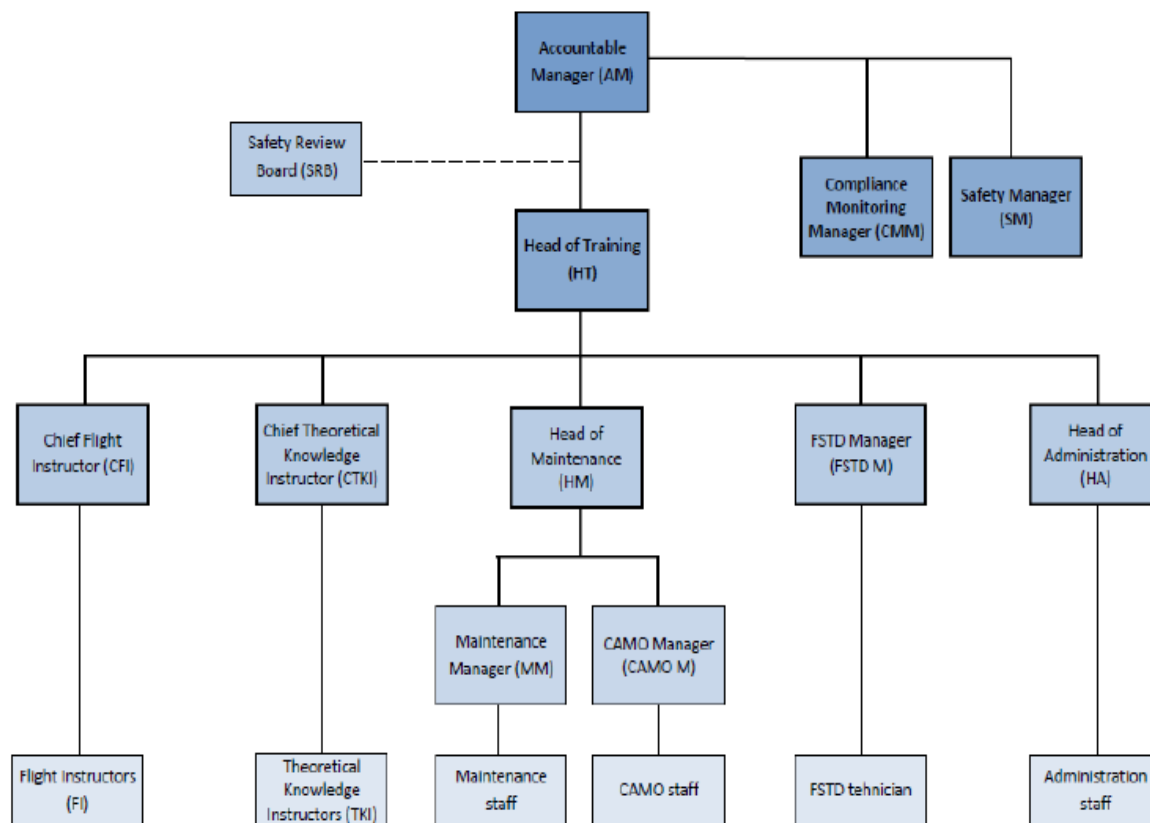 Accountable
Manager (AM)
Safety Review
Board (SRB)
Compliance
Monitoring
Manager (CMM)
Safety Manager
(SM)
Head of Training
(HT)
Chief Flight
Instructor (CFI)
Chief Theoretical
Knowledge
Instructor (CTKI)
Head of
Maintenance
(HM)
FSTD Manager
(FSTD M)
Head of
Administration
(HA)
Maintenance
Manager (MM)
CAMO Manager
(CAMO M)
Flight Instructors
(FI)
Theoretical
Knowledge
Instructors (TKI)
Maintenance
staff
CAMO staff
FSTD tehnician
Administration
staff